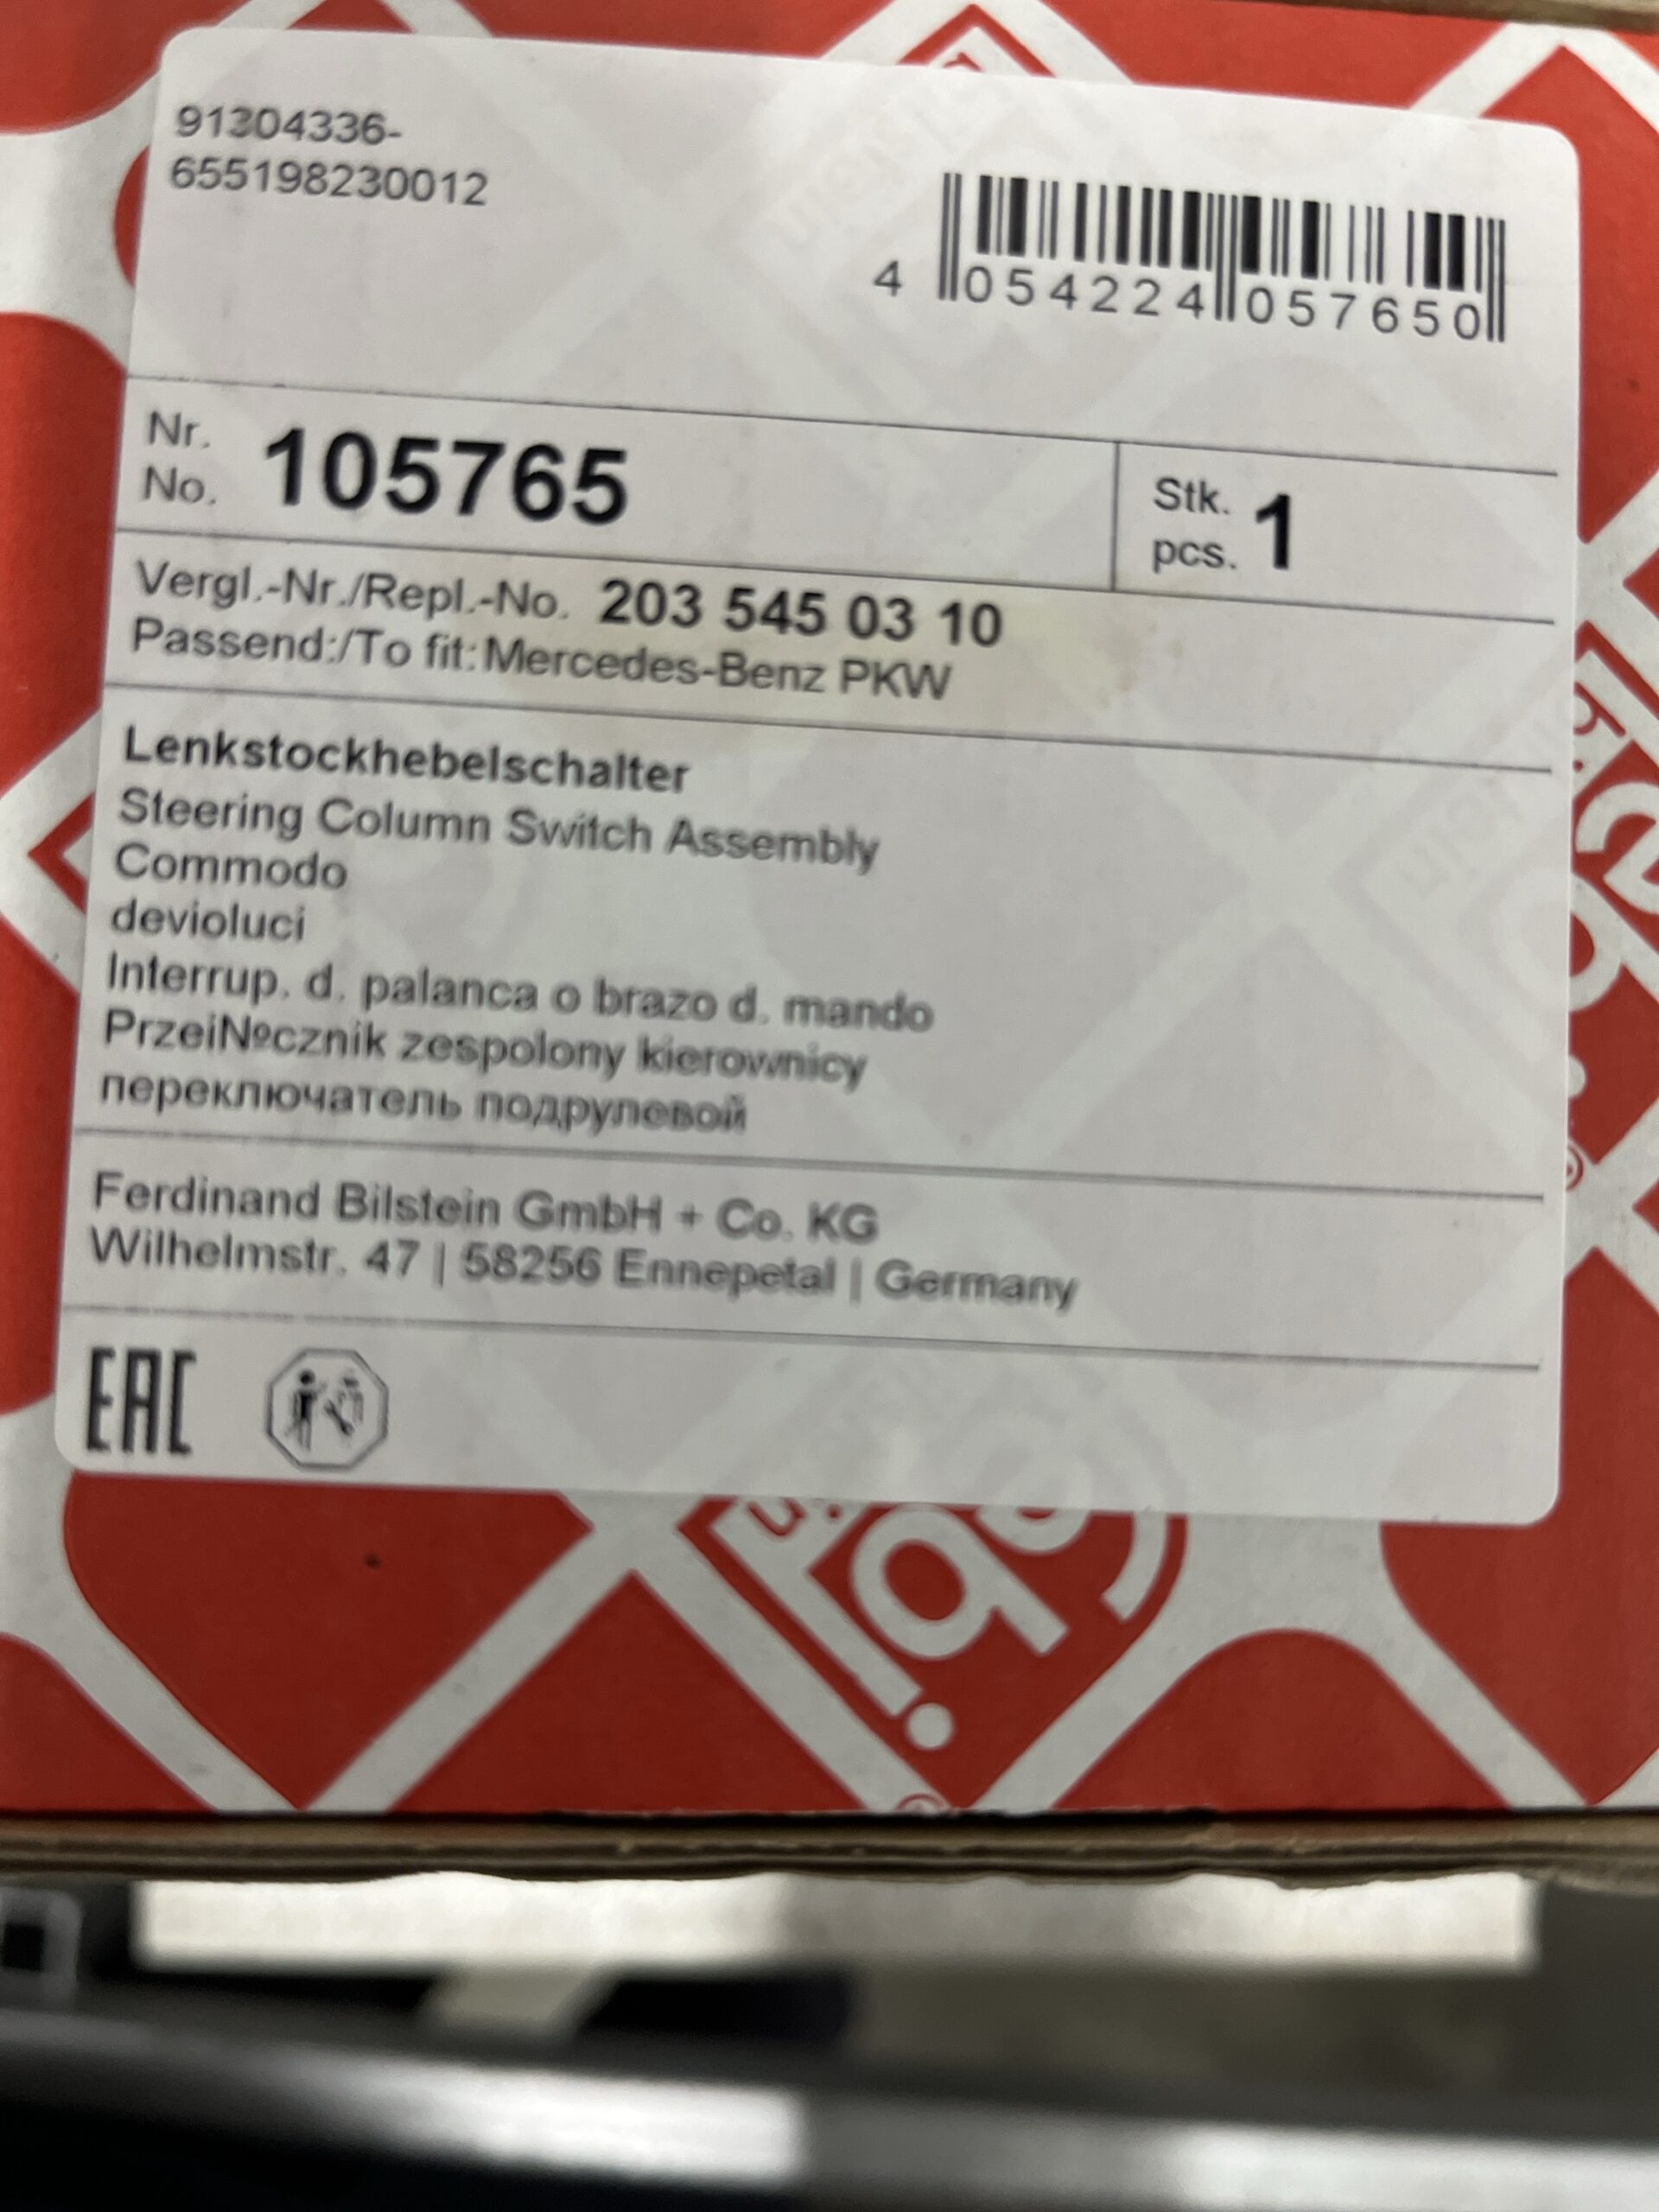 91304336-
655198230012
4 054224 057650
Nr.
No. 105765
Stk.
pcs. 1
Vergl.-Nr./Repl.-No. 203 545 03 10
Passend:/To fit: Mercedes-Benz PKW
Lenkstockhebelschalter
Steering Column Switch Assembly
Commodo
devioluci
Interrup. d. palanca o brazo d. mando
Przei№cznik zespolony kierownicy
переключатель подрулевой
Ferdinand Bilstein GmbH + Co. KG
Wilhelmstr. 47 | 58256 Ennepetal | Germany
EAC
febi